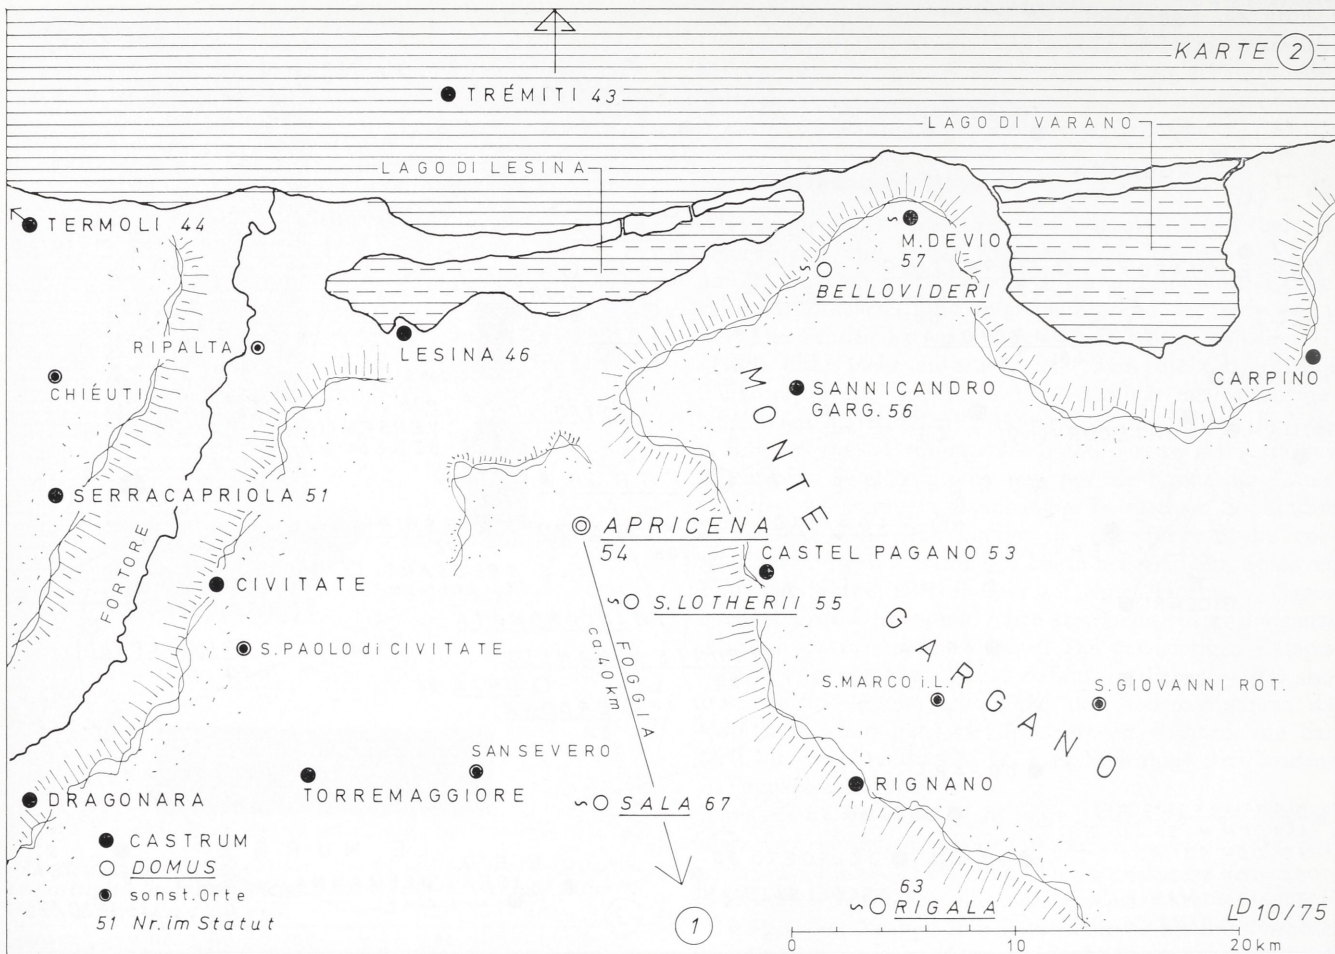 KARTE 2
TRÉMITI 43
LAGO DI VARANO
LAGO DI LESINA
TERMOLI 44
M. DEVIO
57
BELLOVIDERI
RIPALTA
LESINA 46
CHIÉUTI
CARPINO
SANNICANDRO
GARG. 56
MONTE GARGANO
SERRACAPRIOLA 51
APRICENA
54
FORTORE
CASTEL PAGANO 53
CIVITATE
S. LOTHERII 55
S. PAOLO di CIVITATE
FOGGIA
ca. 40 km
S. MARCO i. L.
S. GIOVANNI ROT.
SAN SEVERO
TORREMAGGIORE
RIGNANO
DRAGONARA
SALA 67
CASTRUM
DOMUS
sonst. Orte
51 Nr. im Statut
63
RIGALA
1
LD 10/75
0 10 20 km